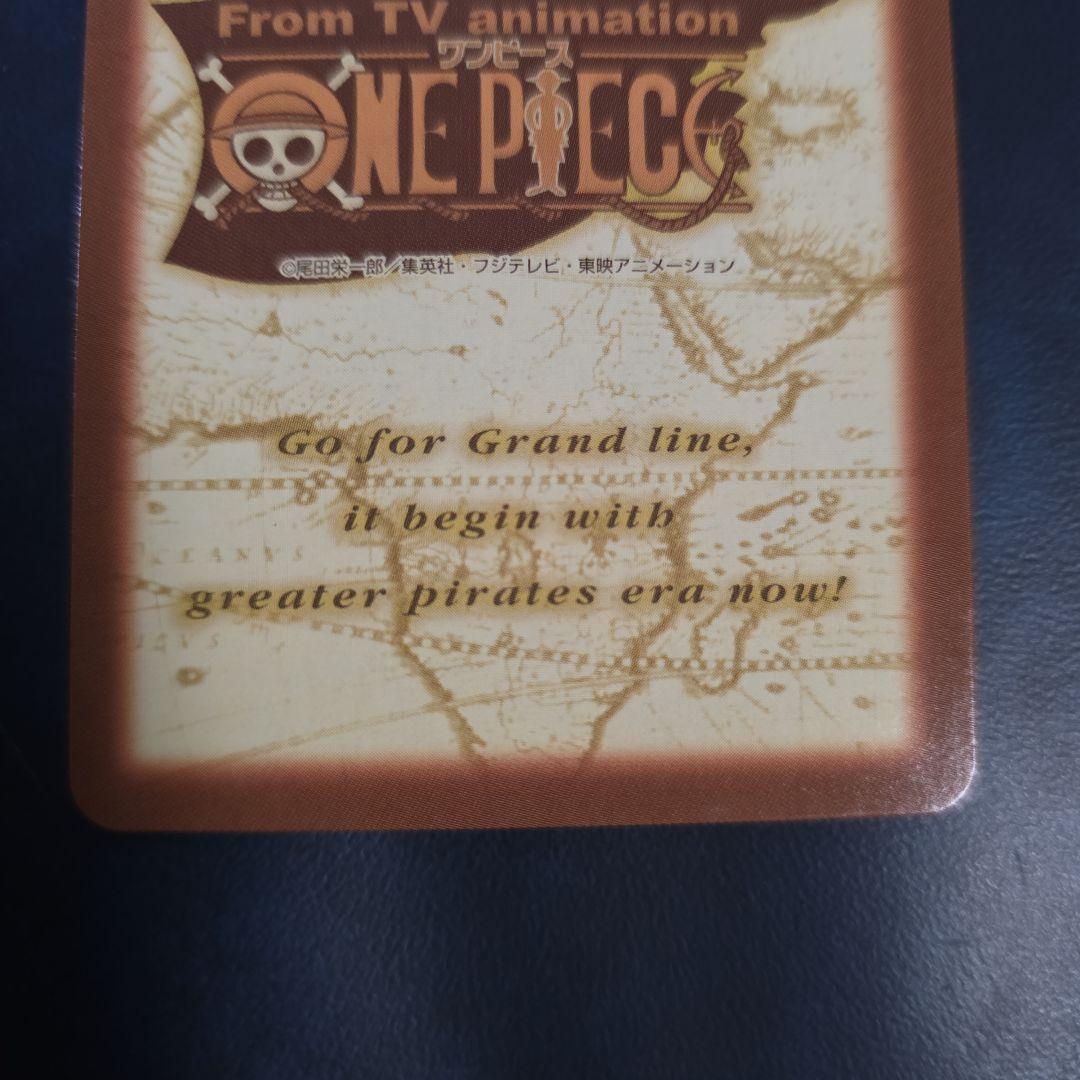 From TV animation
ワンピース
ONE PIECE
©尾田栄一郎／集英社・フジテレビ・東映アニメーション
Go for Grand line,
it begin with
OCEANVS
greater pirates era now!